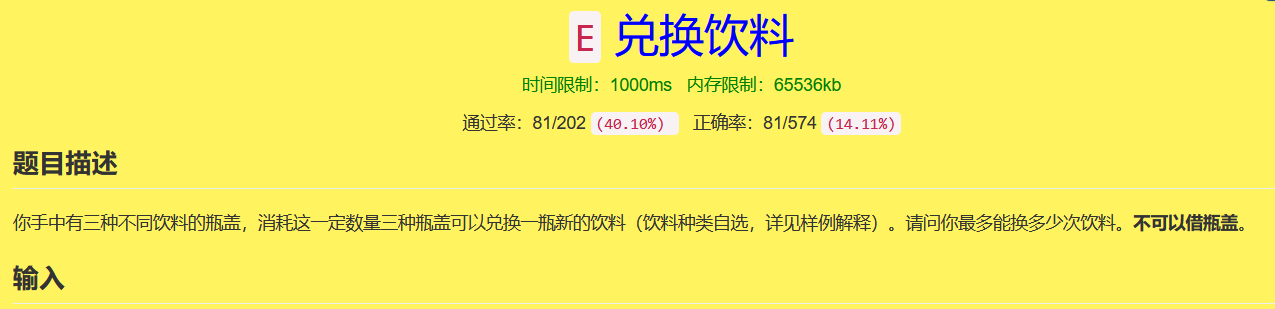 E 兑换饮料
时间限制：1000ms 内存限制：65536kb
通过率：81/202 (40.10%) 正确率：81/574 (14.11%)
题目描述
你手中有三种不同饮料的瓶盖，消耗这一定数量三种瓶盖可以兑换一瓶新的饮料（饮料种类自选，详见样例解释）。请问你最多能换多少次饮料。不可以借瓶盖。
输入